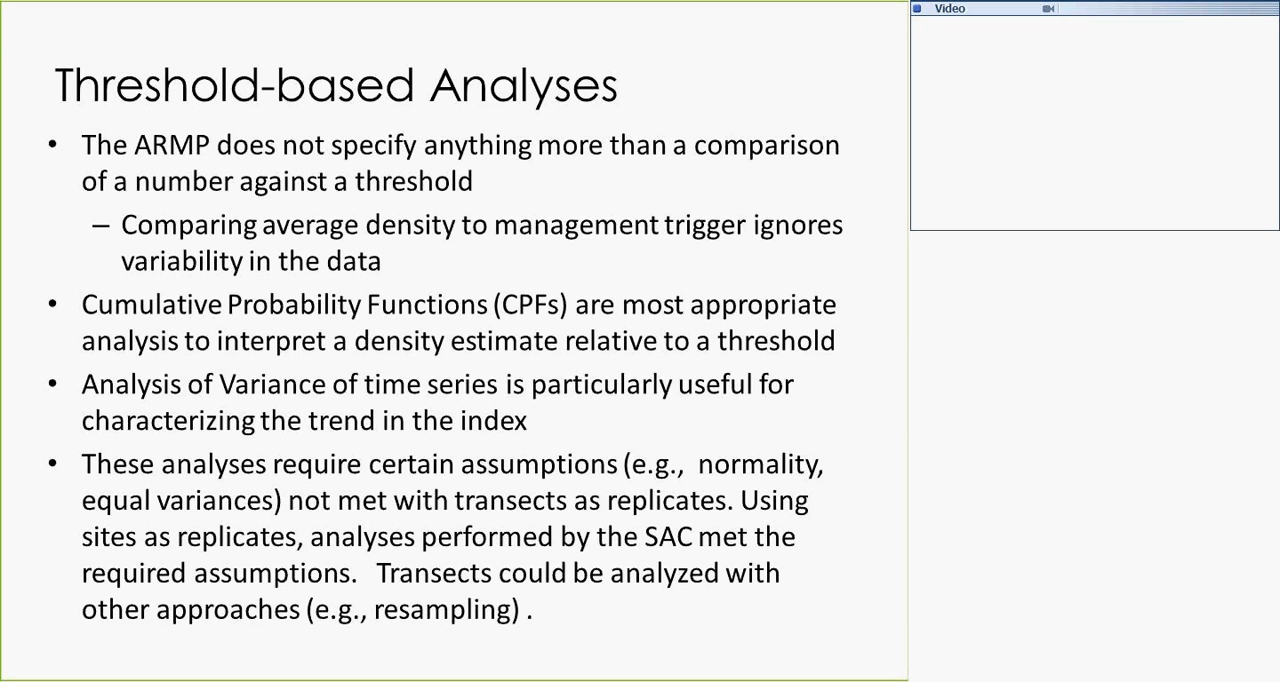 Video
Threshold-based Analyses
• The ARMP does not specify anything more than a comparison
of a number against a threshold
– Comparing average density to management trigger ignores
variability in the data
• Cumulative Probability Functions (CPFs) are most appropriate
analysis to interpret a density estimate relative to a threshold
• Analysis of Variance of time series is particularly useful for
characterizing the trend in the index
• These analyses require certain assumptions (e.g., normality,
equal variances) not met with transects as replicates. Using
sites as replicates, analyses performed by the SAC met the
required assumptions. Transects could be analyzed with
other approaches (e.g., resampling) .